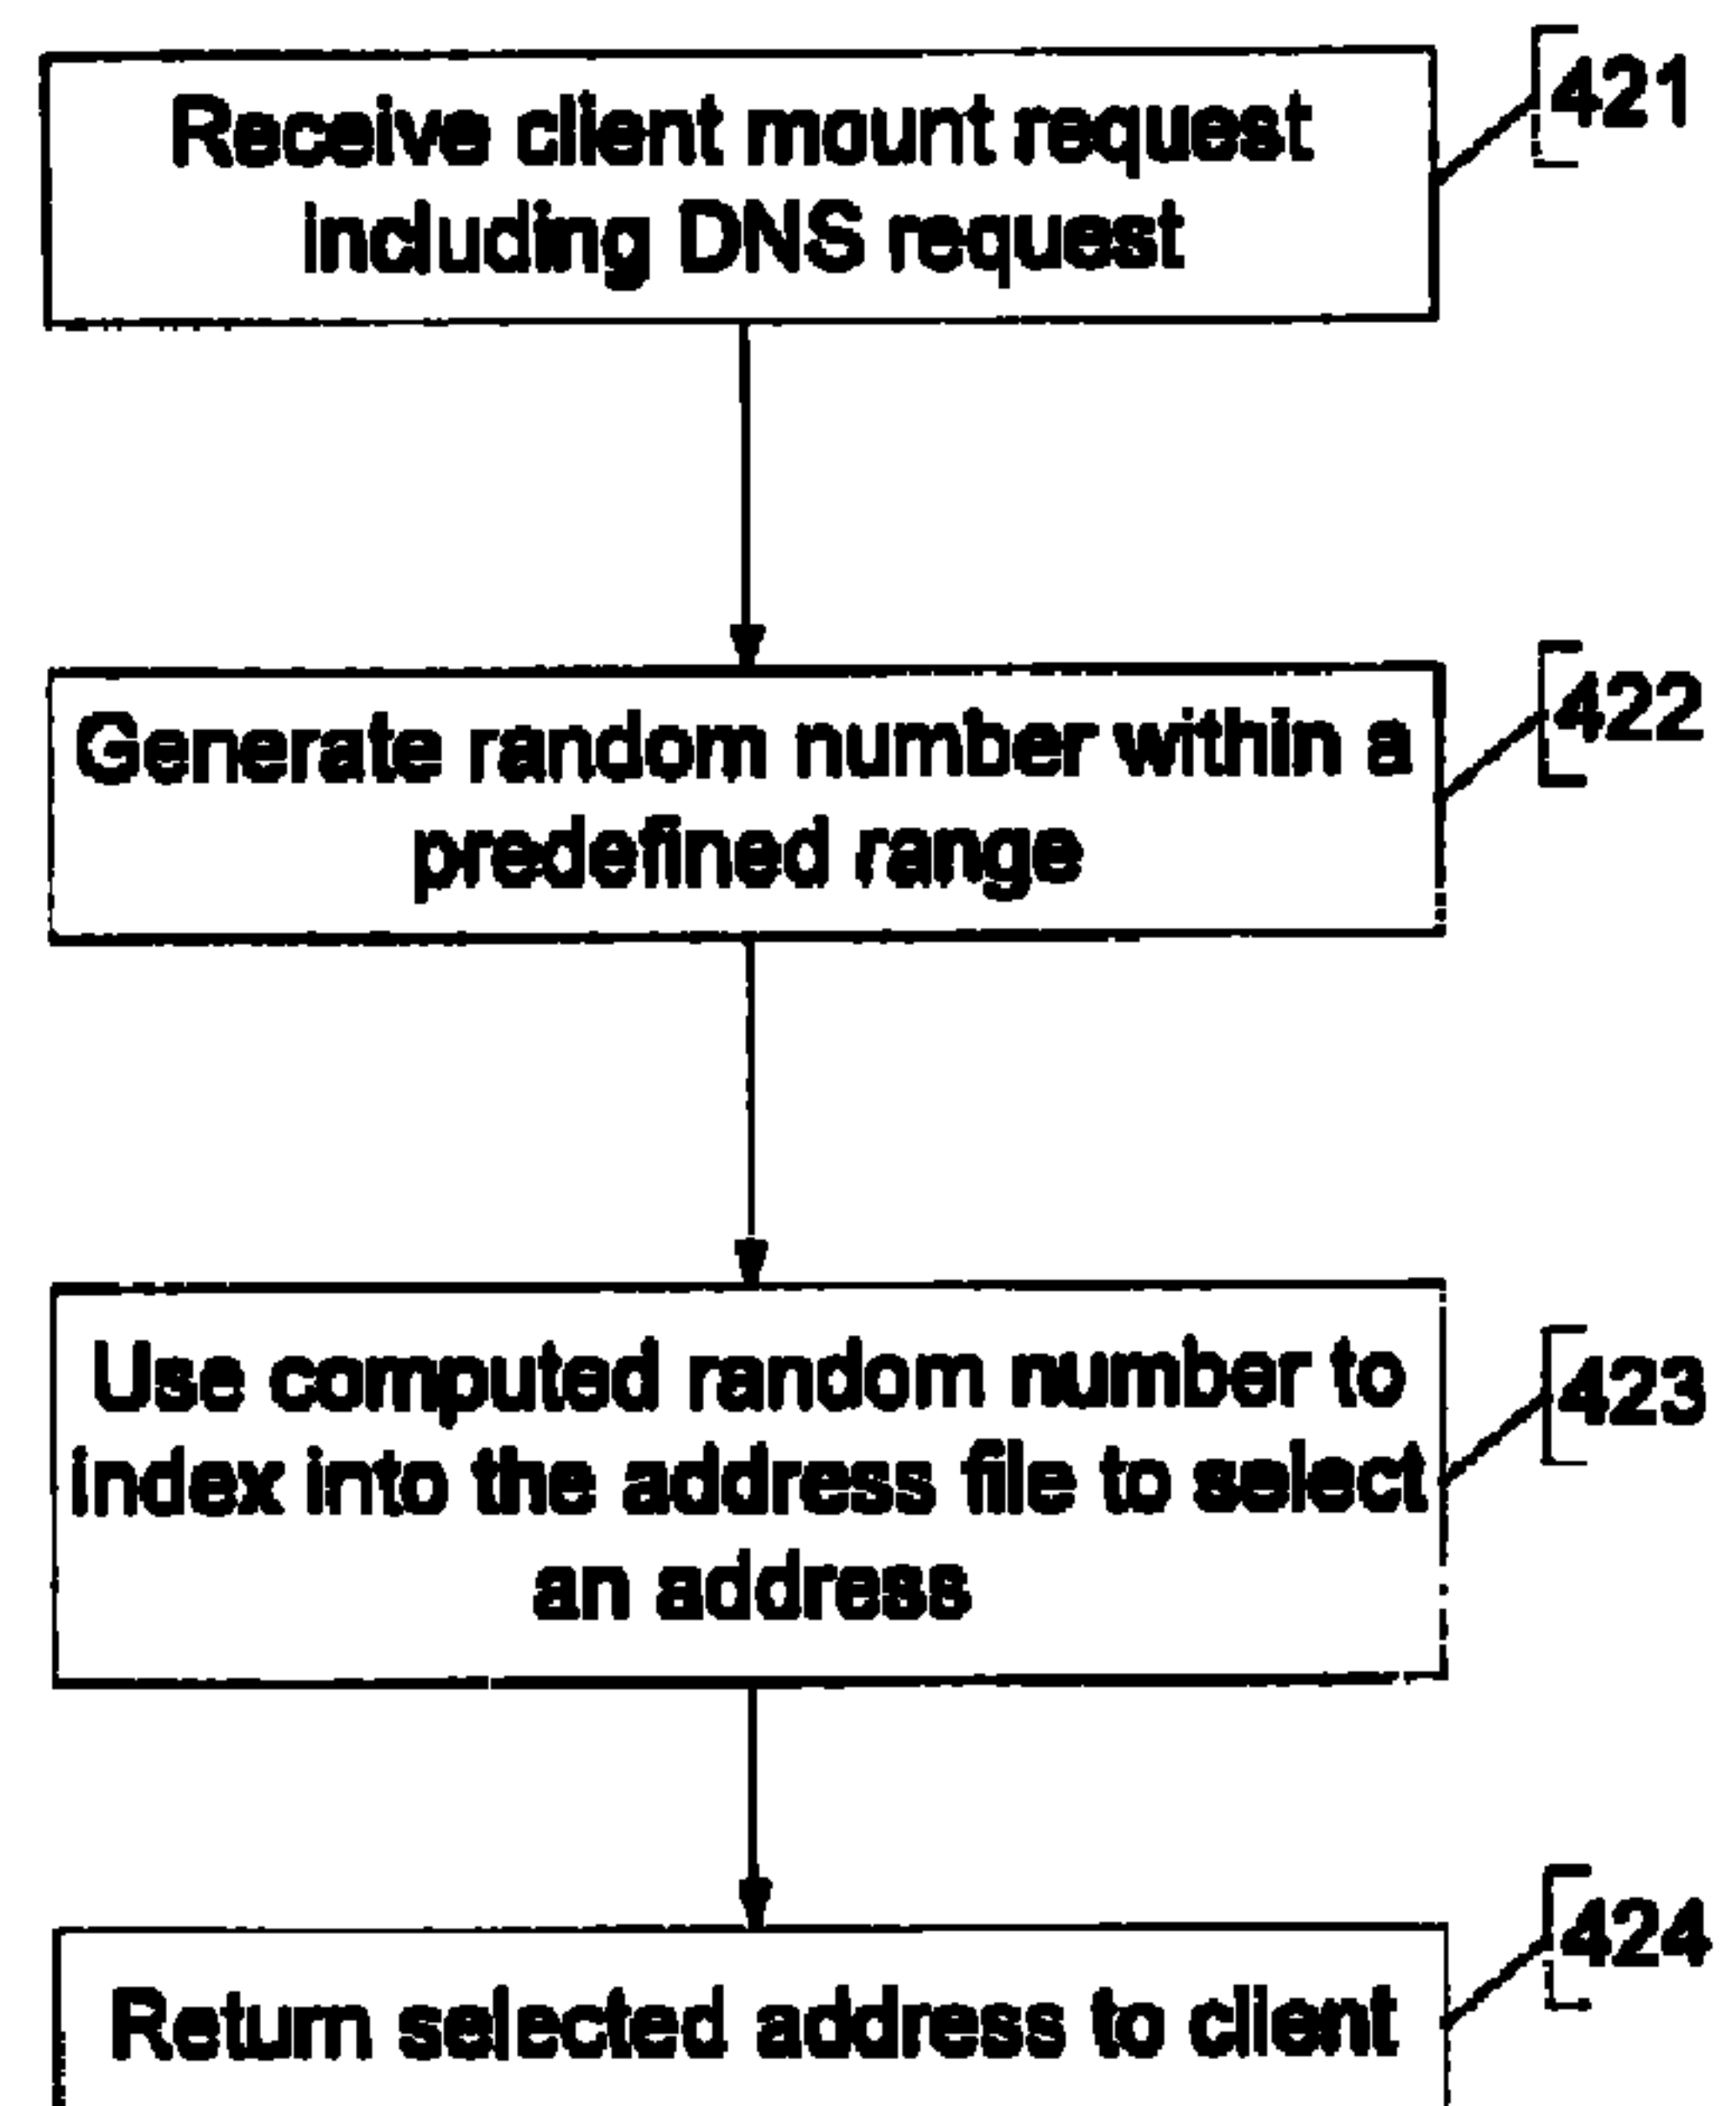 Receive client mount request
including DNS request
421
Generate random number within a
predefined range
422
Use computed random number to
index into the address file to select
an address
423
Return selected address to client
424